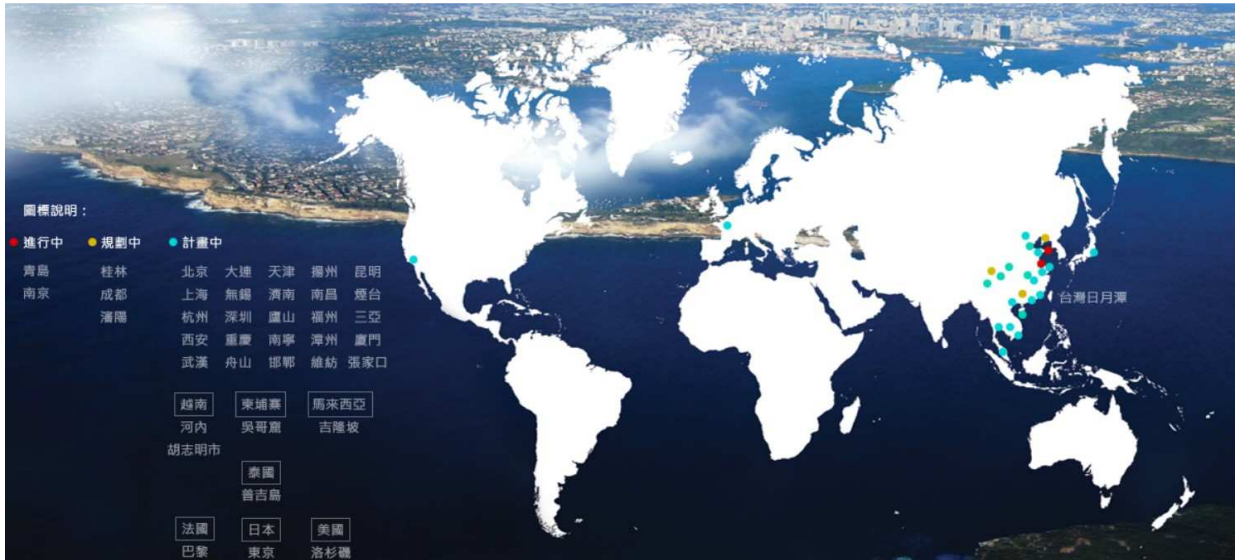 圖標說明：
進行中 規劃中 計畫中
青島 桂林 北京 大連 天津 揚州 昆明
南京 成都 上海 無錫 濟南 南昌 煙台
瀋陽 杭州 深圳 廬山 福州 三亞
西安 重慶 南寧 漳州 廈門
武漢 舟山 邯鄲 維紡 張家口
台灣日月潭
越南 柬埔寨 馬來西亞
河內 吳哥窟 吉隆坡
胡志明市
泰國
普吉島
法國 日本 美國
巴黎 東京 洛杉磯